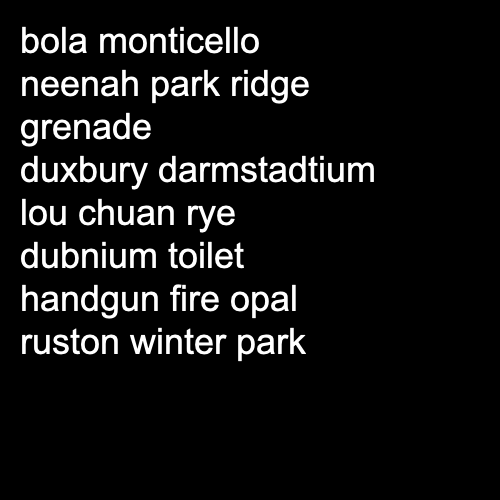 bola monticello
neenah park ridge
grenade
duxbury darmstadtium
lou chuan rye
dubnium toilet
handgun fire opal
ruston winter park